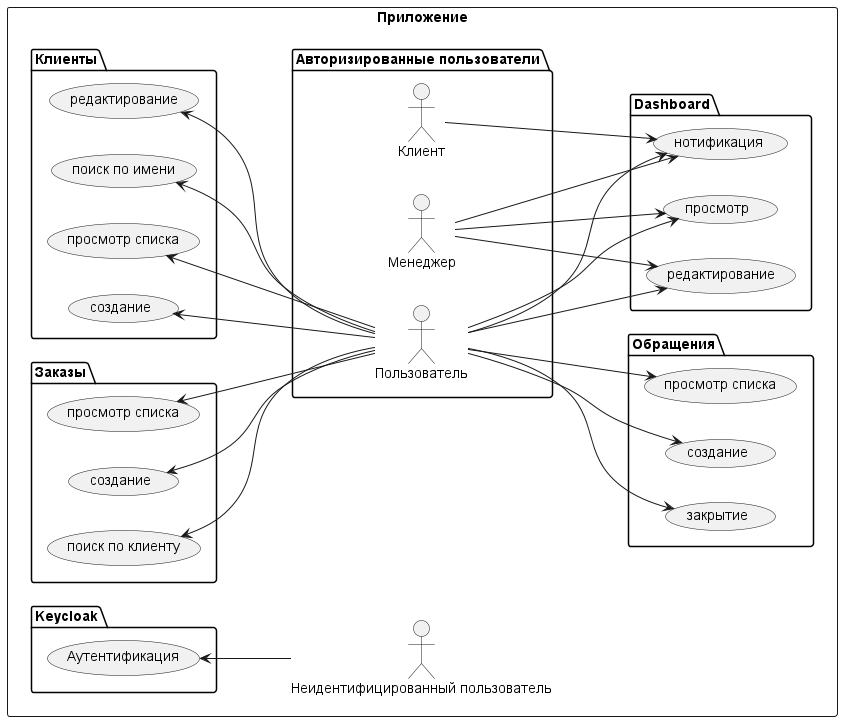 Приложение
Клиенты
редактирование
поиск по имени
просмотр списка
создание
Заказы
просмотр списка
создание
поиск по клиенту
Keycloak
Аутентификация
Авторизированные пользователи
Клиент
Менеджер
Пользователь
Неидентифицированный пользователь
Dashboard
нотификация
просмотр
редактирование
Обращения
просмотр списка
создание
закрытие